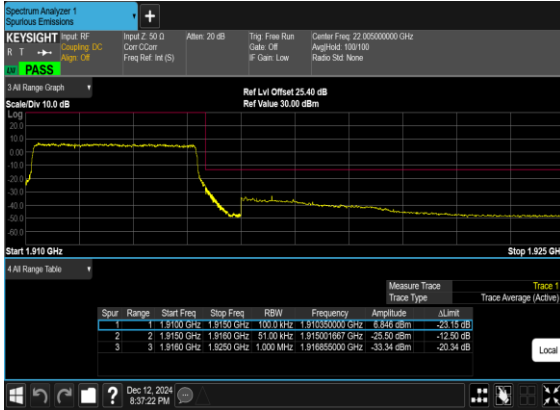 Spectrum Analyzer 1
Spurious Emissions
+
KEYSIGHT Input: RF Input Z: 50 Ω Atten: 20 dB Trig: Free Run Center Freq: 22.005000000 GHz
R T Coupling: DC Corr CCorr Gate: Off Avg|Hold: 100/100
Align: Off Freq Ref: Int (S) IF Gain: Low Radio Std: None
PASS
3 All Range Graph
Ref Lvl Offset 25.40 dB
Scale/Div 10.0 dB Ref Value 30.00 dBm
Log
20.0
10.0
0.00
-10.0
-20.0
-30.0
-40.0
-50.0
-60.0
Start 1.910 GHz Stop 1.925 GH
4 All Range Table
Measure Trace Trace 1
Trace Type Trace Average (Active)
Spur Range Start Freq Stop Freq RBW Frequency Amplitude ΔLimit
1 1 1.9100 GHz 1.9150 GHz 100.0 kHz 1.910350000 GHz 6.846 dBm -23.15 dB
2 2 1.9150 GHz 1.9160 GHz 51.00 kHz 1.915001667 GHz -25.50 dBm -12.50 dB
3 3 1.9160 GHz 1.9250 GHz 1.000 MHz 1.916855000 GHz -33.34 dBm -20.34 dB
Local
?
Dec 12, 2024
8:37:22 PM